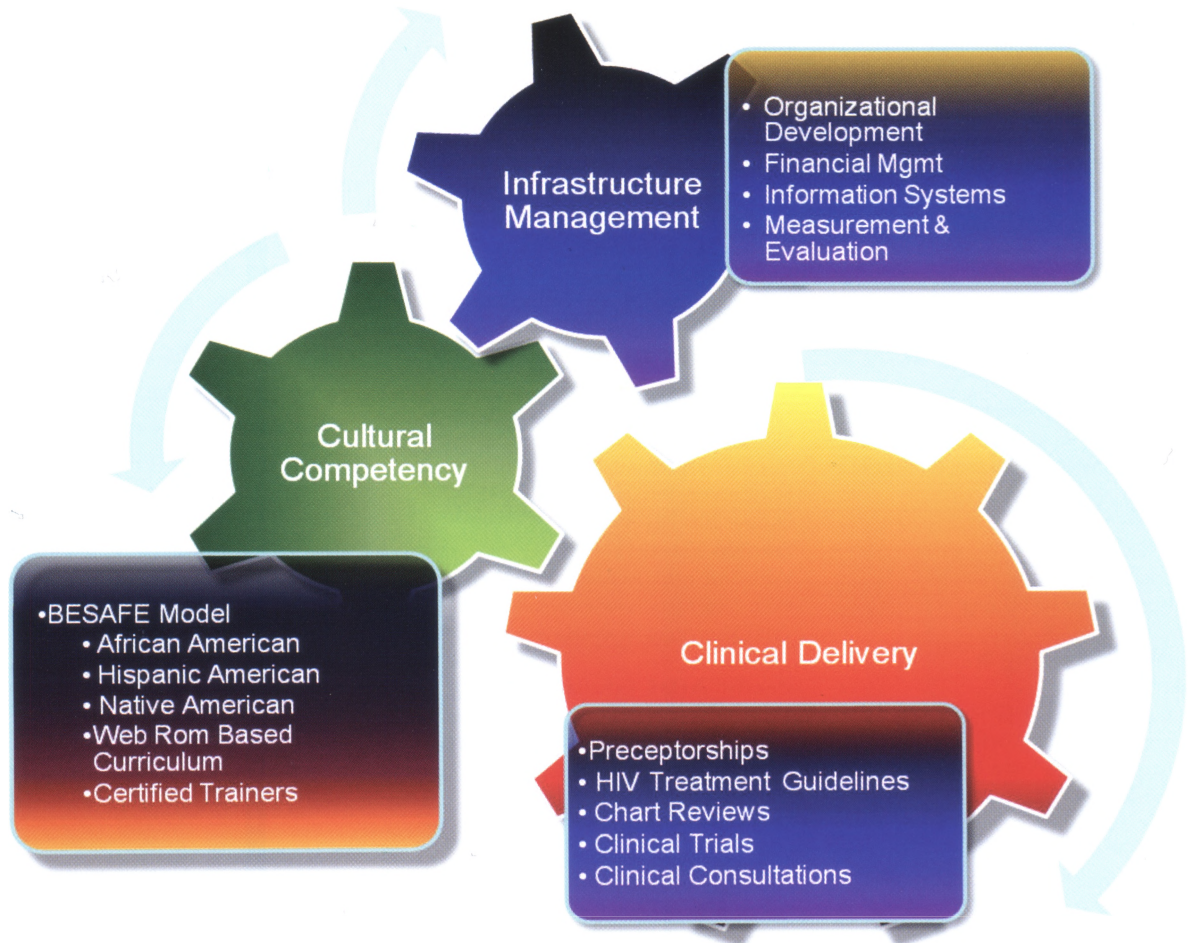 Infrastructure
Management
• Organizational
Development
• Financial Mgmt
• Information Systems
• Measurement &
Evaluation
Cultural
Competency
•BESAFE Model
• African American
• Hispanic American
• Native American
•Web Rom Based
Curriculum
•Certified Trainers
Clinical Delivery
•Preceptorships
• HIV Treatment Guidelines
• Chart Reviews
• Clinical Trials
• Clinical Consultations